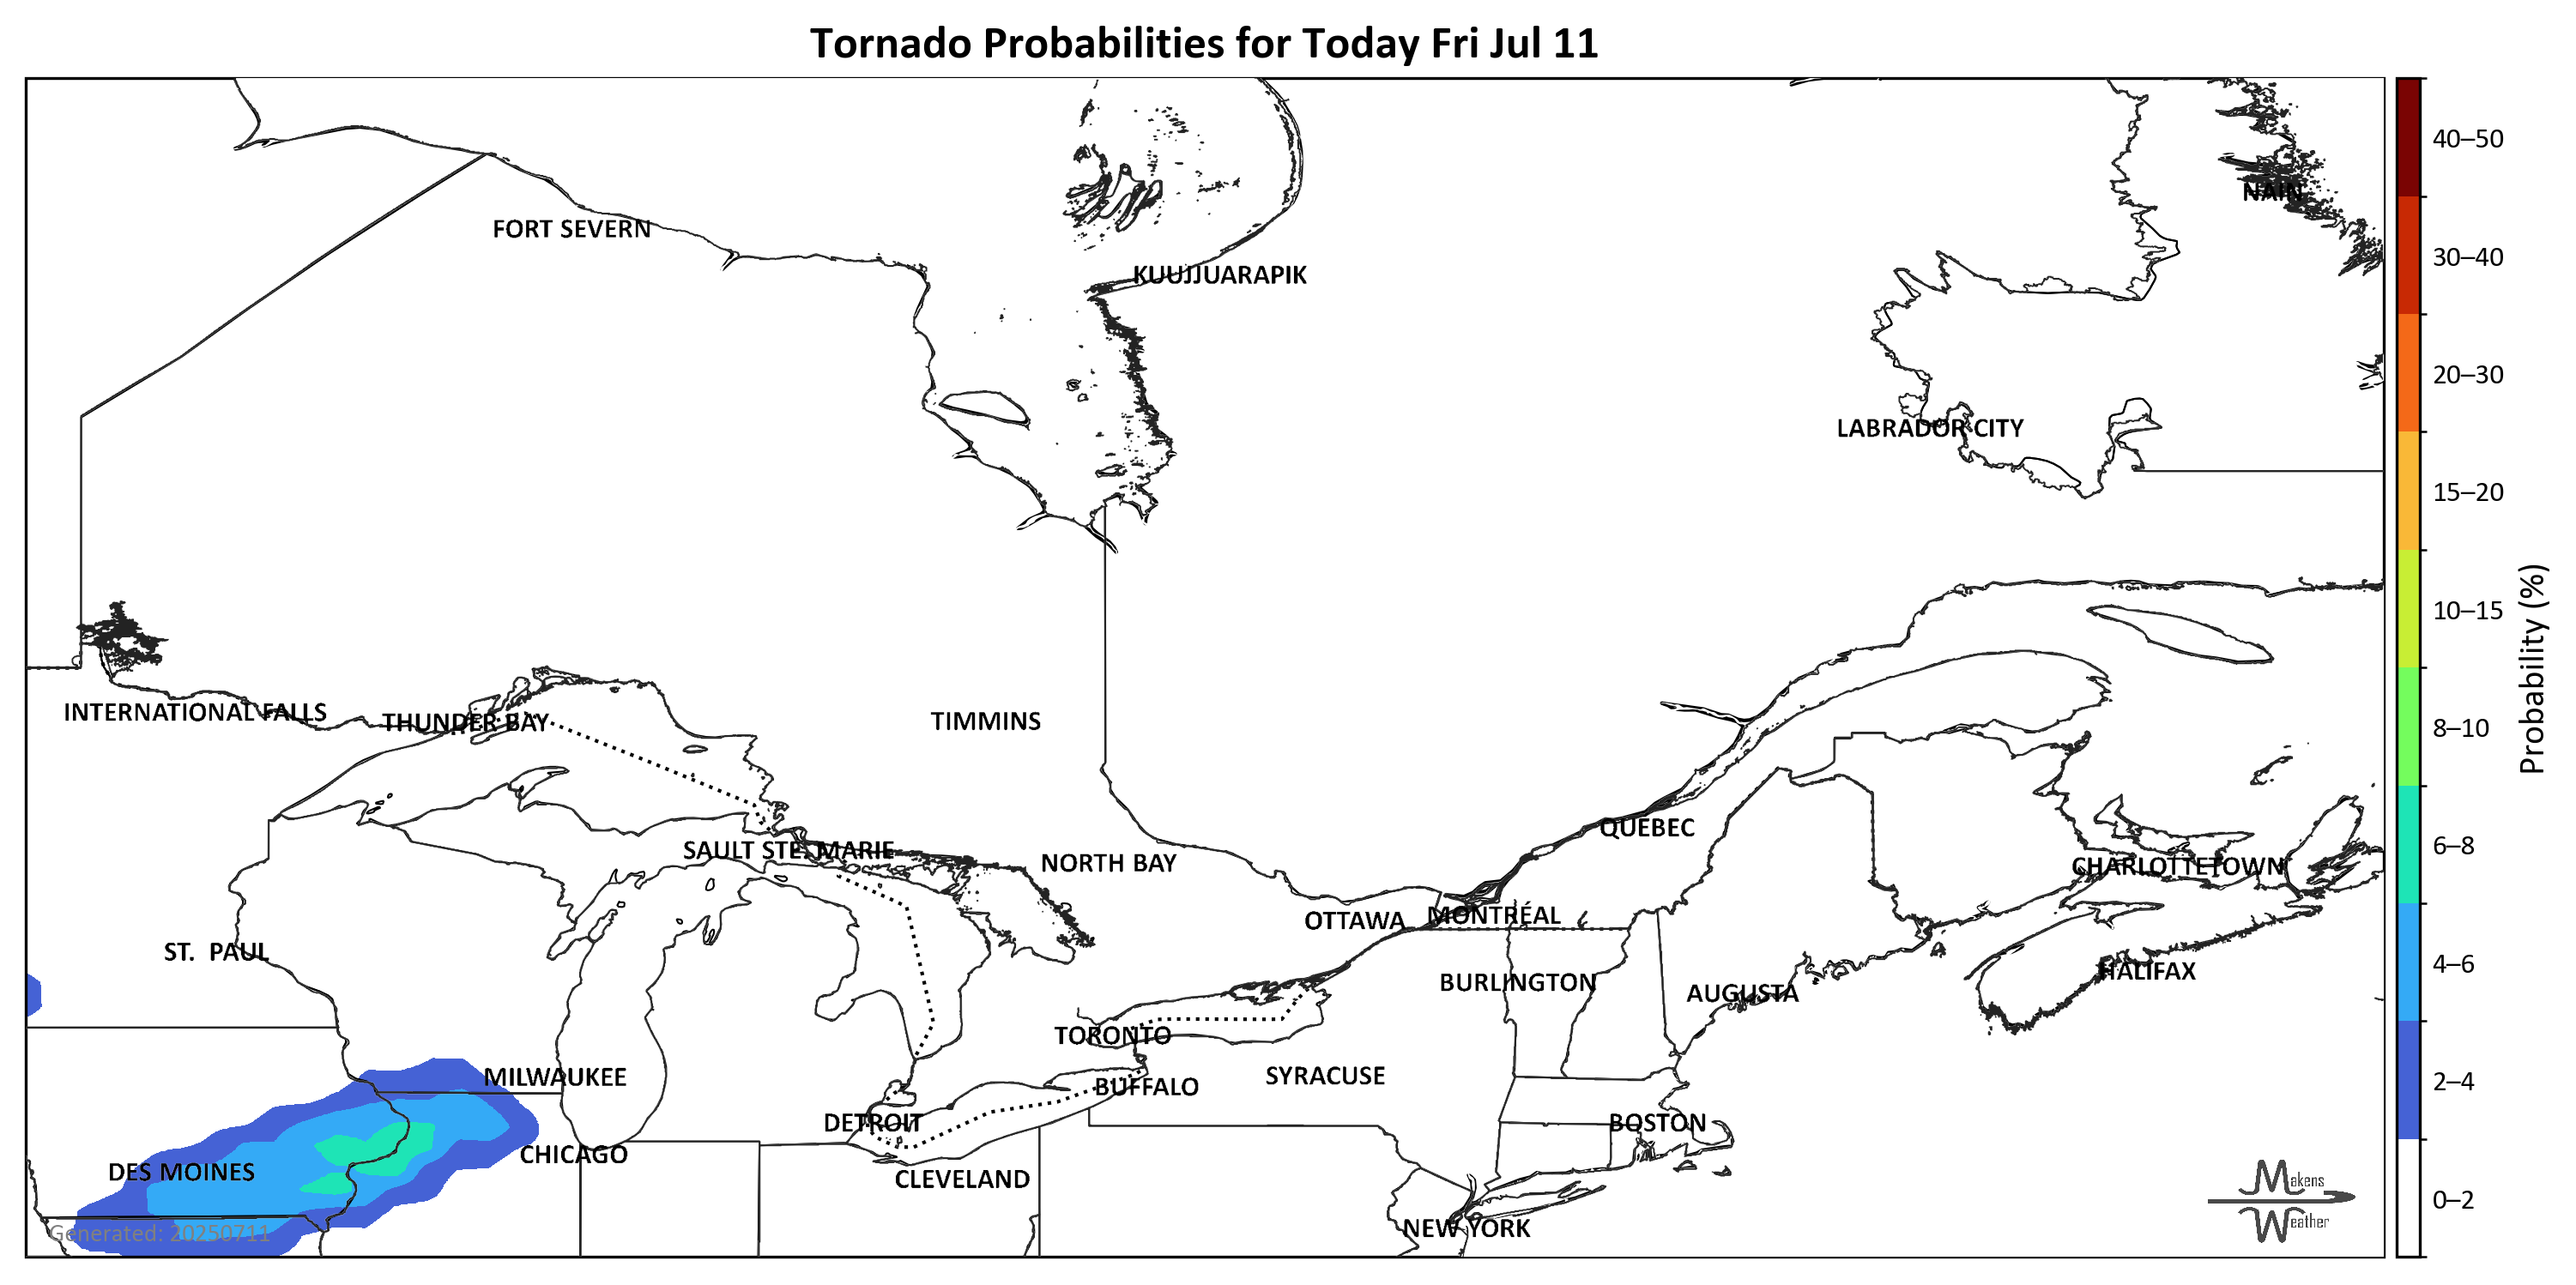 Tornado Probabilities for Today Fri Jul 11
40–50
NAIN
FORT SEVERN
30–40
KUUJJUARAPIK
20–30
LABRADOR CITY
15–20
10–15
Probability (%)
INTERNATIONAL FALLS
THUNDER BAY
TIMMINS
8–10
QUÉBEC
6–8
SAULT STE. MARIE
NORTH BAY
CHARLOTTETOWN
OTTAWA
MONTRÉAL
ST. PAUL
4–6
HALIFAX
BURLINGTON
AUGUSTA
TORONTO
MILWAUKEE
SYRACUSE
2–4
BUFFALO
DETROIT
BOSTON
CHICAGO
DES MOINES
CLEVELAND
Makens
Weather
0–2
NEW YORK
Generated: 20250711